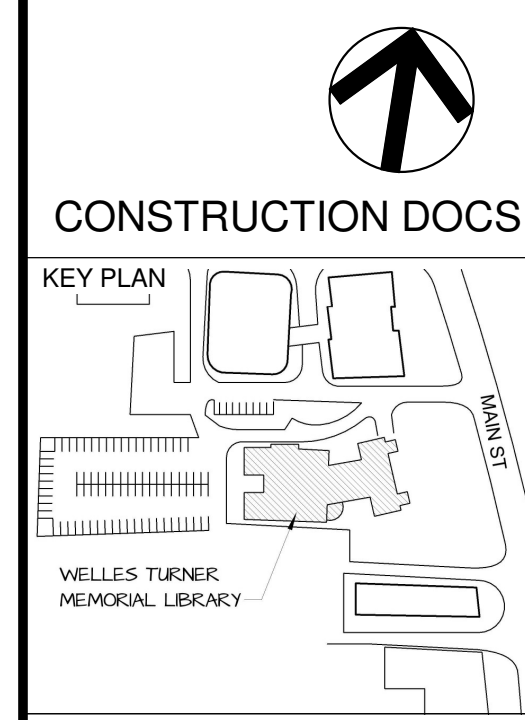 CONSTRUCTION DOCS
KEY PLAN
MAIN ST
WELLES TURNER
MEMORIAL LIBRARY